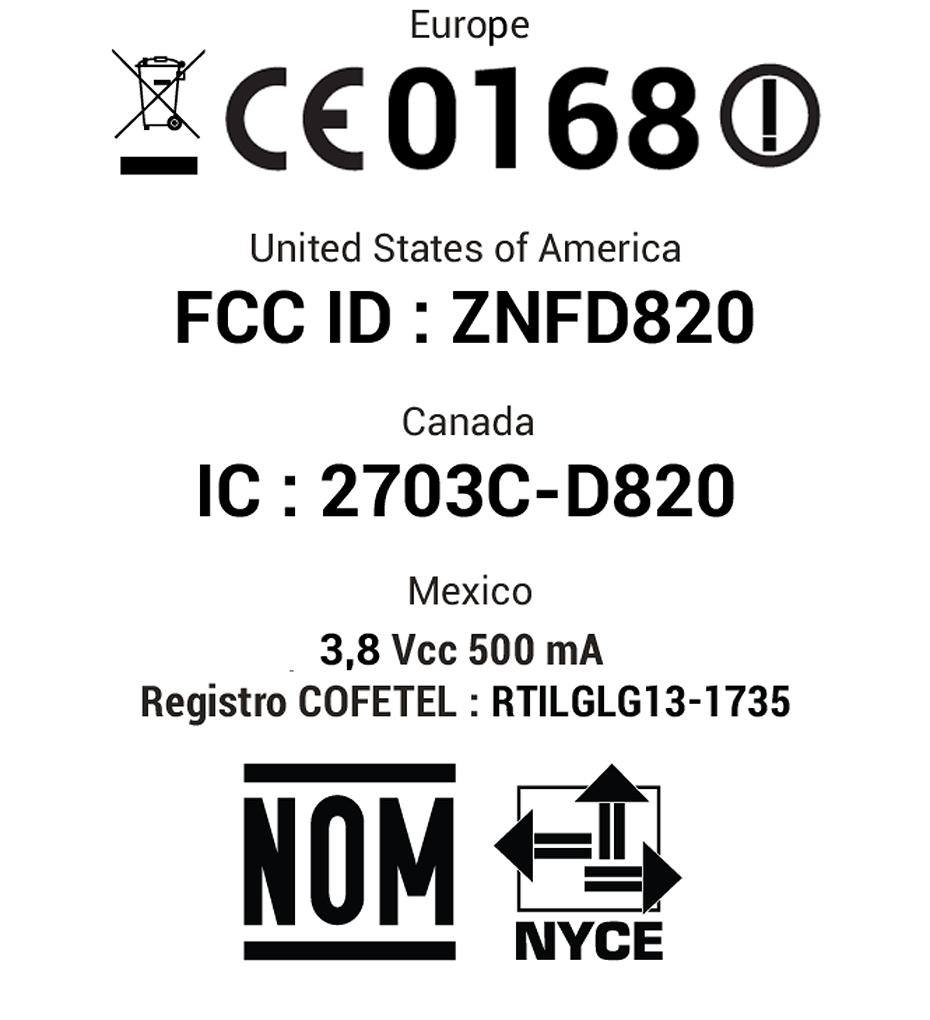 Europe
CE0168
United States of America
FCC ID : ZNFD820
Canada
IC : 2703C-D820
Mexico
3,8 Vcc 500 mA
Registro COFETEL : RTILGLG13-1735
NOM
NYCE